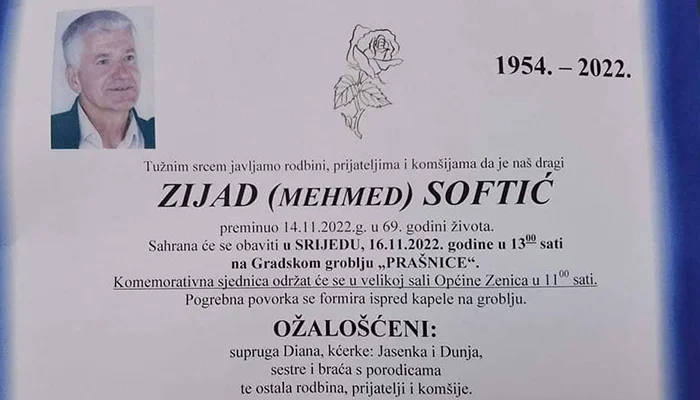 1954. – 2022.
Tužnim srcem javljamo rodbini, prijateljima i komšijama da je naš dragi
ZIJAD (MEHMED) SOFTIĆ
preminuo 14.11.2022.g. u 69. godini života.
Sahrana će se obaviti u SRIJEDU, 16.11.2022. godine u 13⁰⁰ sati
na Gradskom groblju „PRAŠNICE“.
Komemorativna sjednica održat će se u velikoj sali Općine Zenica u 11⁰⁰ sati.
Pogrebna povorka se formira ispred kapele na groblju.
OŽALOŠĆENI:
supruga Diana, kćerke: Jasenka i Dunja,
sestre i braća s porodicama
te ostala rodbina, prijatelji i komšije.